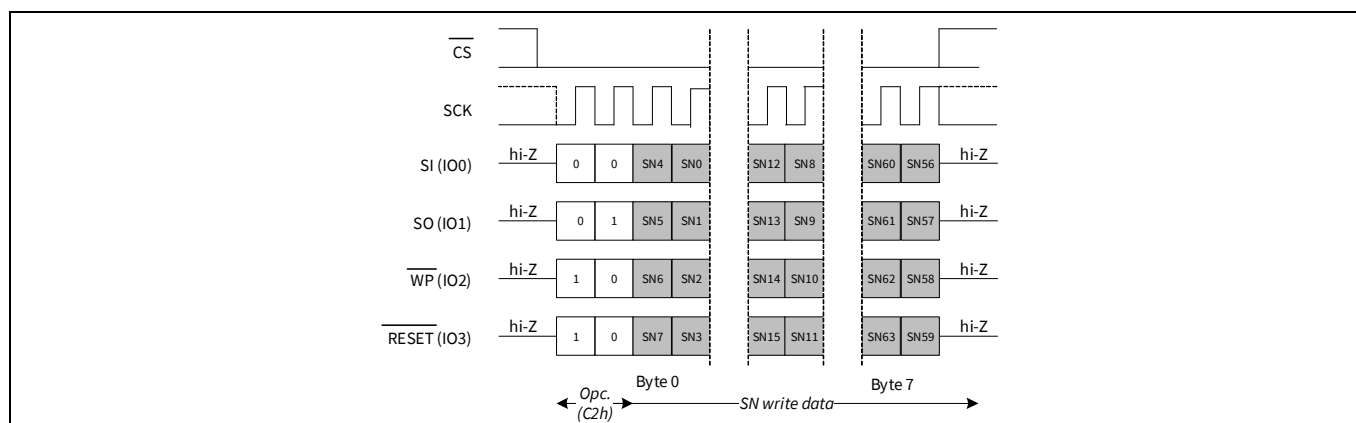 CS
SCK
SI (IO0) hi-Z 0 0 SN4 SN0 SN12 SN8 SN60 SN56 hi-Z
SO (IO1) hi-Z 0 1 SN5 SN1 SN13 SN9 SN61 SN57 hi-Z
WP (IO2) hi-Z 1 0 SN6 SN2 SN14 SN10 SN62 SN58 hi-Z
RESET (IO3) hi-Z 1 0 SN7 SN3 SN15 SN11 SN63 SN59 hi-Z
Byte 0 Byte 7
Opc. SN write data
(C2h)